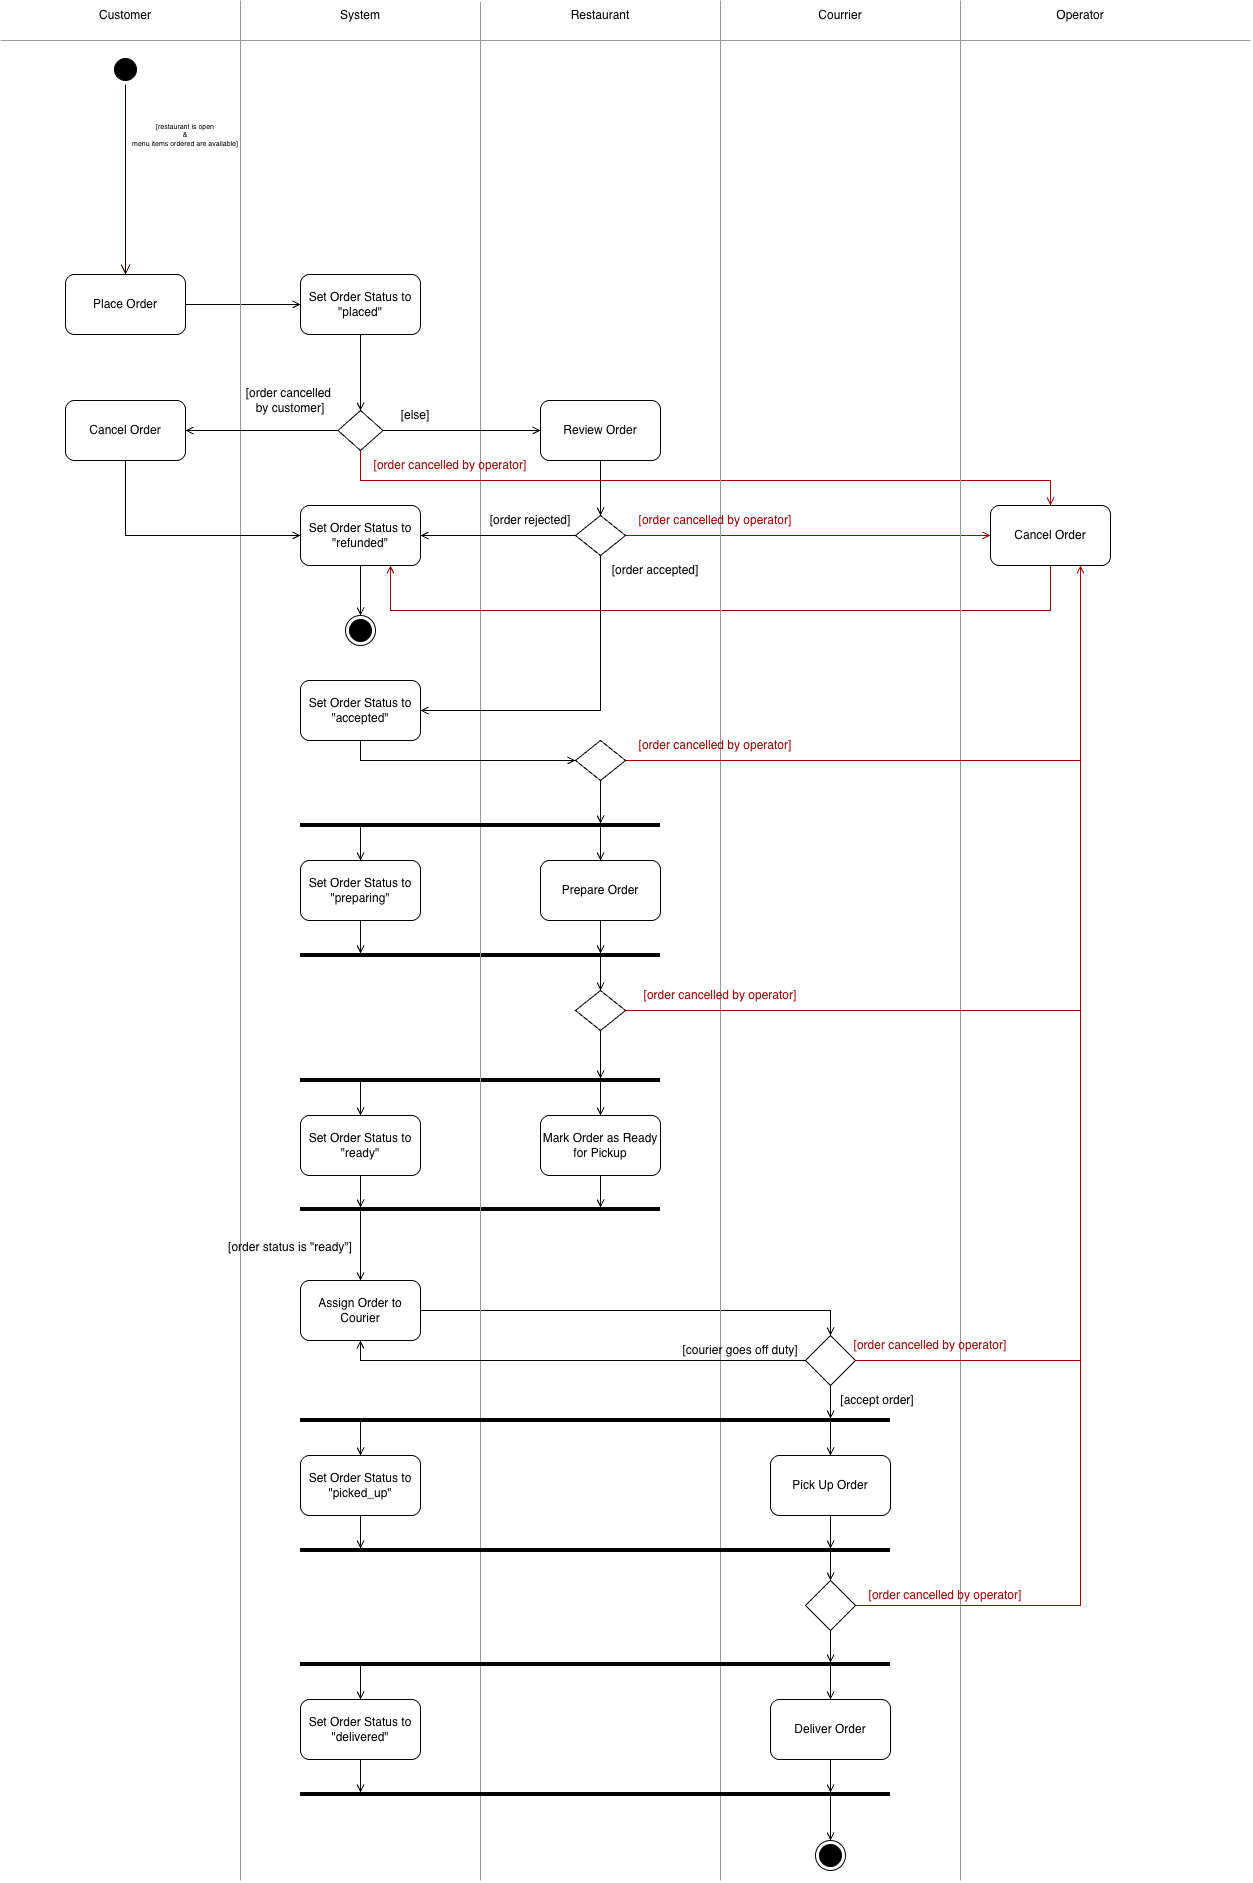 Customer
System
Restaurant
Courrier
Operator
[restaurant is open
&
menu items ordered are available]
Place Order
Set Order Status to
"placed"
[order cancelled
by customer]
[else]
Cancel Order
Review Order
[order cancelled by operator]
Set Order Status to
"refunded"
[order rejected]
[order cancelled by operator]
Cancel Order
[order accepted]
Set Order Status to
"accepted"
[order cancelled by operator]
Set Order Status to
"preparing"
Prepare Order
[order cancelled by operator]
Set Order Status to
"ready"
Mark Order as Ready
for Pickup
[order status is "ready"]
Assign Order to
Courier
[courier goes off duty]
[order cancelled by operator]
[accept order]
Set Order Status to
"picked_up"
Pick Up Order
[order cancelled by operator]
Set Order Status to
"delivered"
Deliver Order